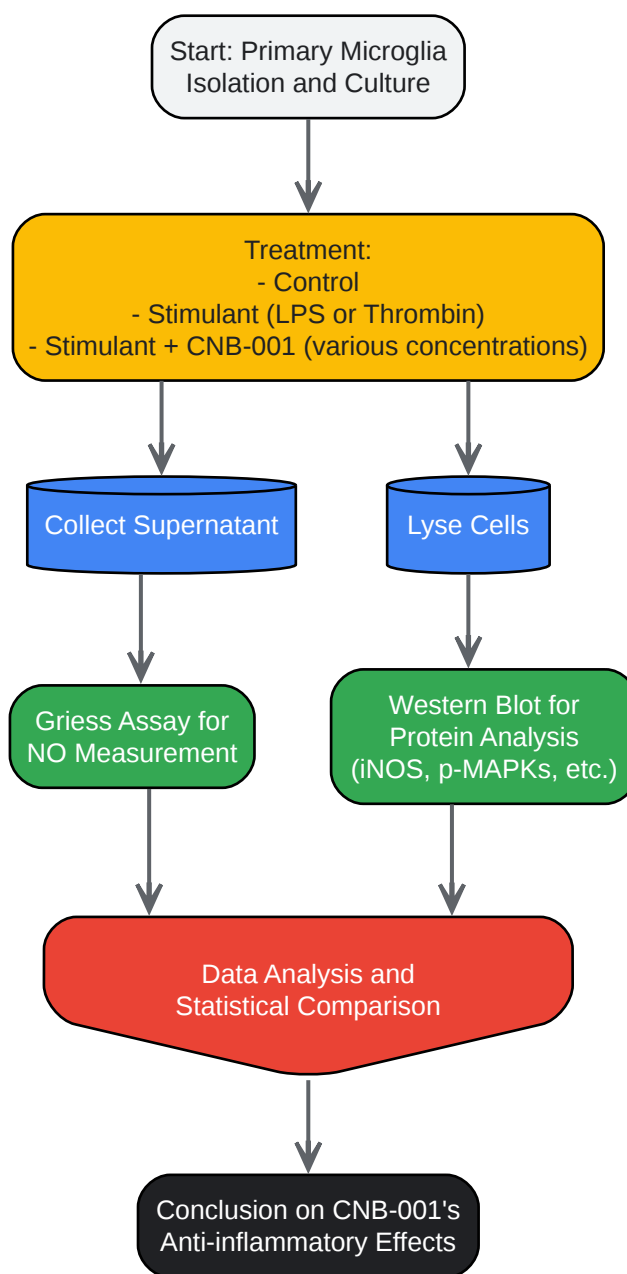 Start: Primary Microglia
Isolation and Culture
Treatment:
- Control
- Stimulant (LPS or Thrombin)
- Stimulant + CNB-001 (various concentrations)
Collect Supernatant
Lyse Cells
Griess Assay for
NO Measurement
Western Blot for
Protein Analysis
(iNOS, p-MAPKs, etc.)
Data Analysis and
Statistical Comparison
Conclusion on CNB-001's
Anti-inflammatory Effects